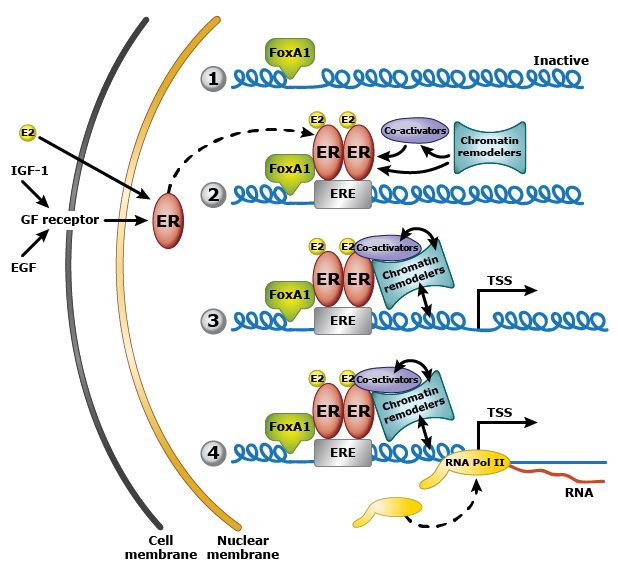 FoxA1
1
Inactive
E2
IGF-1
GF receptor
EGF
ER
E2 E2
ER ER
Co-activators
Chromatin
remodelers
FoxA1
ERE
2
E2 E2
ER ER
Co-activators
Chromatin
remodelers
FoxA1
ERE
TSS
3
E2 E2
ER ER
Co-activators
Chromatin
remodelers
FoxA1
ERE
TSS
4
RNA Pol II
RNA
Cell
membrane
Nuclear
membrane